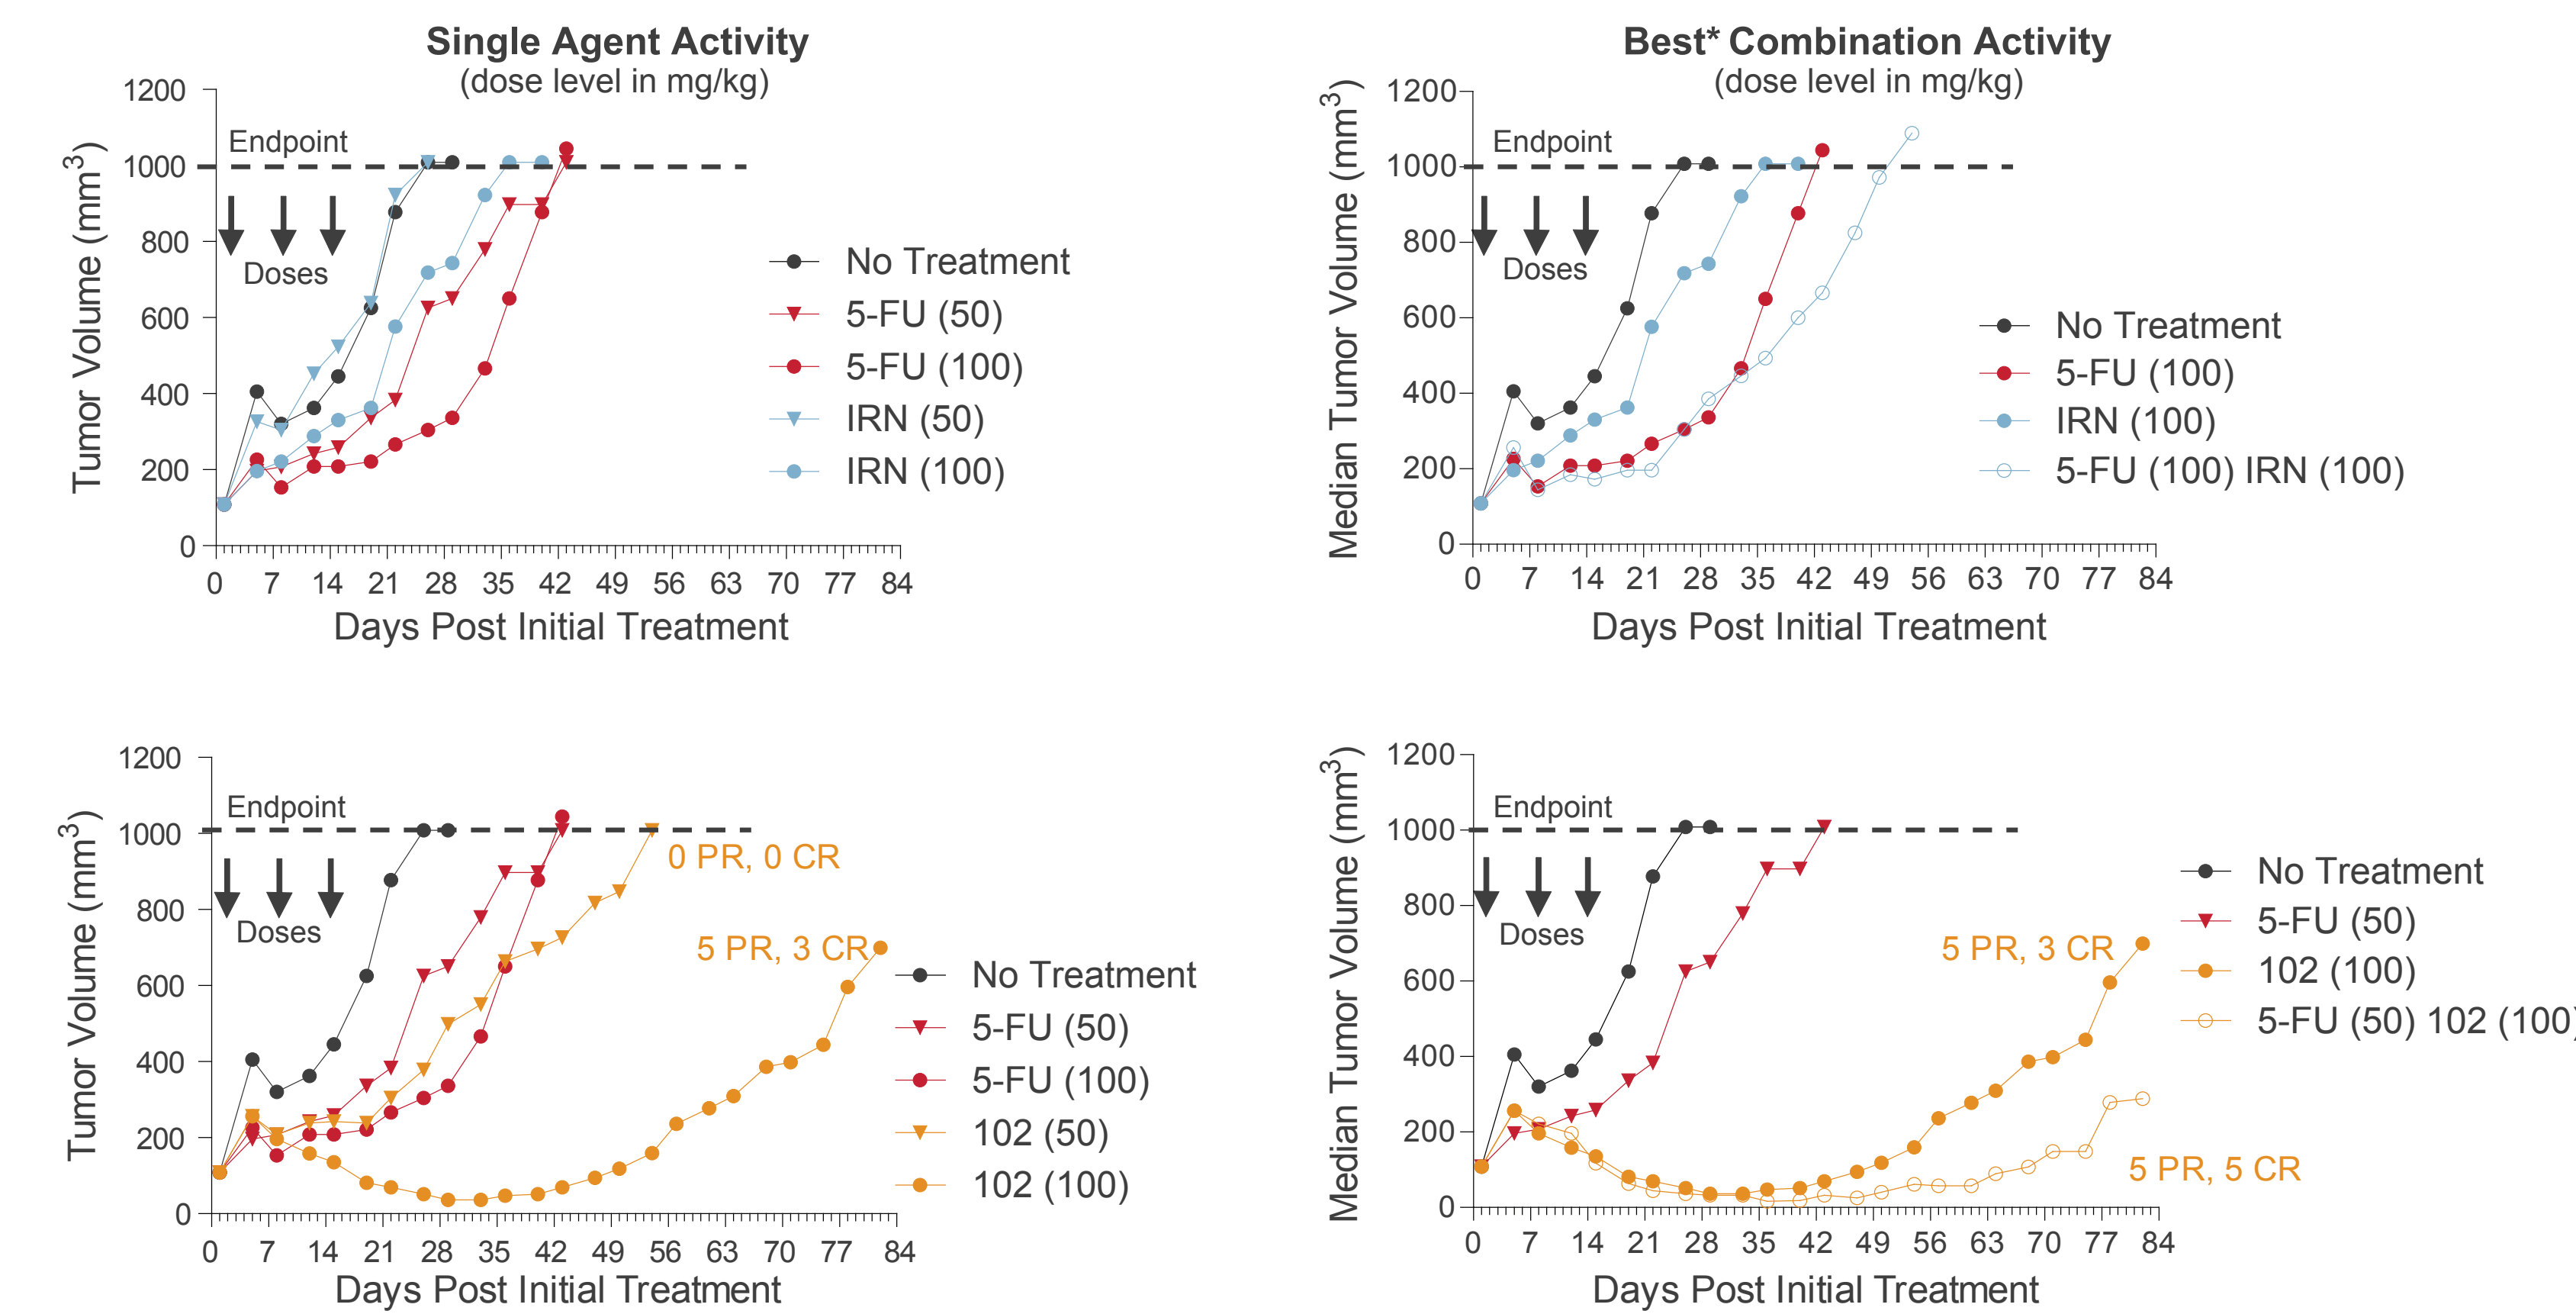 Single Agent Activity
(dose level in mg/kg)
1200
1000
800
600
400
200
0
Tumor Volume (mm³)
Endpoint
Doses
No Treatment
5-FU (50)
5-FU (100)
IRN (50)
IRN (100)
0 7 14 21 28 35 42 49 56 63 70 77 84
Days Post Initial Treatment
Best* Combination Activity
(dose level in mg/kg)
1200
1000
800
600
400
200
0
Median Tumor Volume (mm³)
Endpoint
Doses
No Treatment
5-FU (100)
IRN (100)
5-FU (100) IRN (100)
0 7 14 21 28 35 42 49 56 63 70 77 84
Days Post Initial Treatment
1200
1000
800
600
400
200
0
Tumor Volume (mm³)
Endpoint
Doses
0 PR, 0 CR
5 PR, 3 CR
No Treatment
5-FU (50)
5-FU (100)
102 (50)
102 (100)
0 7 14 21 28 35 42 49 56 63 70 77 84
Days Post Initial Treatment
1200
1000
800
600
400
200
0
Median Tumor Volume (mm³)
Endpoint
Doses
5 PR, 3 CR
5 PR, 5 CR
No Treatment
5-FU (50)
102 (100)
5-FU (50) 102 (100)
0 7 14 21 28 35 42 49 56 63 70 77 84
Days Post Initial Treatment